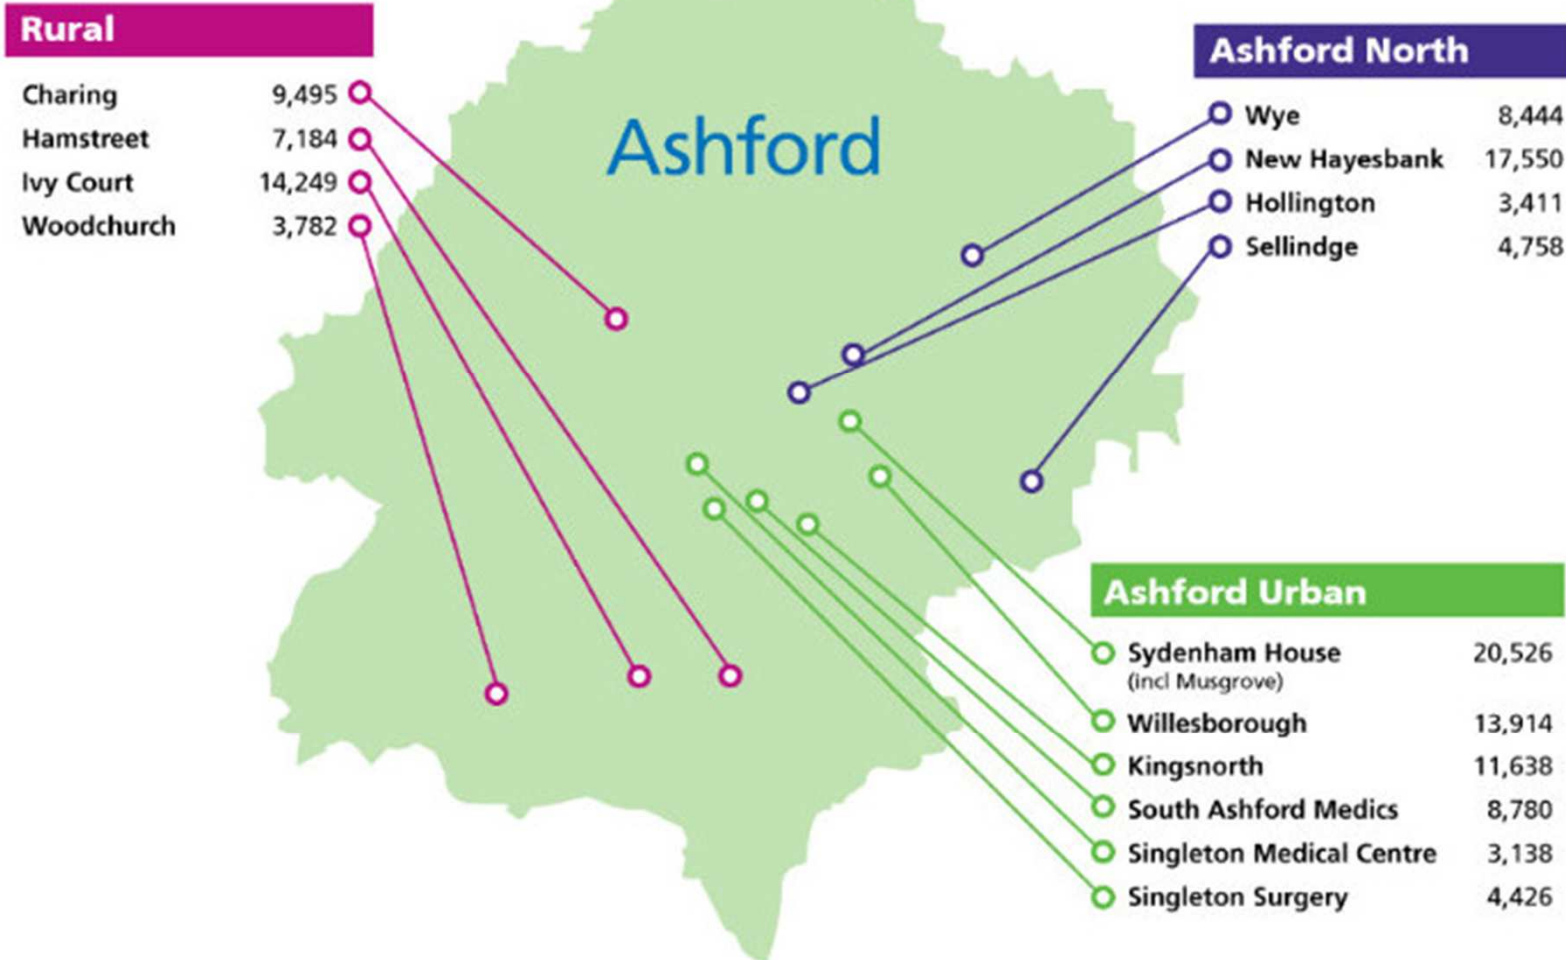 Rural
Charing 9,495
Hamstreet 7,184
Ivy Court 14,249
Woodchurch 3,782
Ashford
Ashford North
Wye 8,444
New Hayesbank 17,550
Hollington 3,411
Sellindge 4,758
Ashford Urban
Sydenham House 20,526
(incl Musgrove)
Willesborough 13,914
Kingsnorth 11,638
South Ashford Medics 8,780
Singleton Medical Centre 3,138
Singleton Surgery 4,426